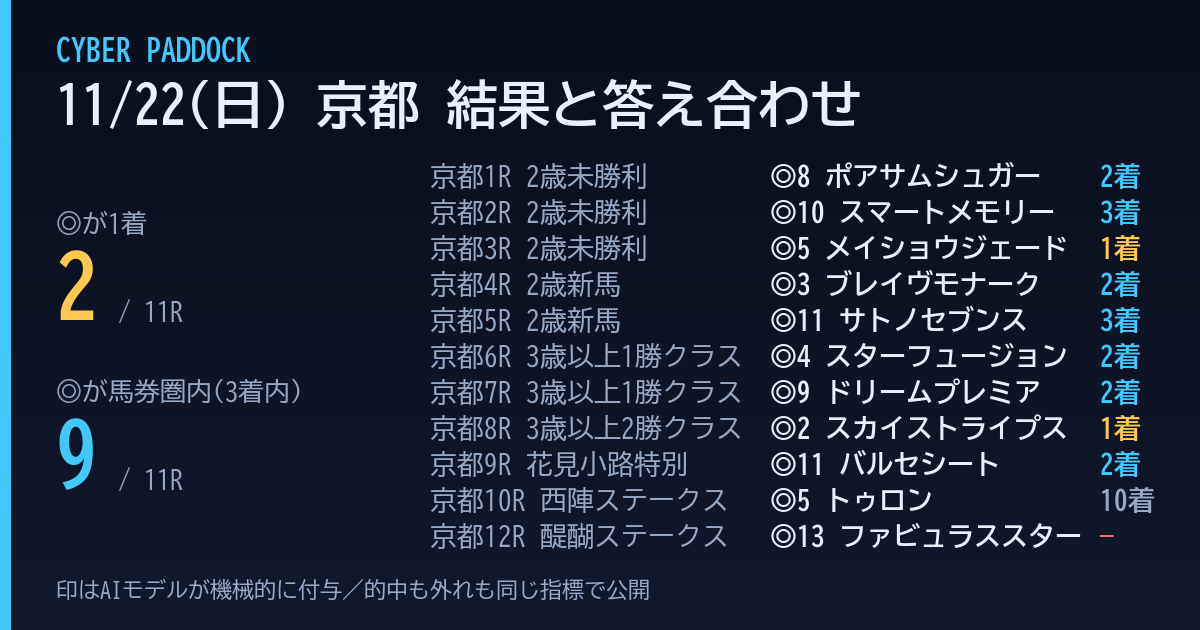 CYBER PADDOCK
11/22(日) 京都 結果と答え合わせ
◎が1着
2 / 11R
◎が馬券圏内(3着内)
9 / 11R
京都1R 2歳未勝利 ◎8 ポアサムシュガー 2着
京都2R 2歳未勝利 ◎10 スマートメモリー 3着
京都3R 2歳未勝利 ◎5 メイショウジェード 1着
京都4R 2歳新馬 ◎3 ブレイヴモナーク 2着
京都5R 2歳新馬 ◎11 サトノセブンス 3着
京都6R 3歳以上1勝クラス ◎4 スターフュージョン 2着
京都7R 3歳以上1勝クラス ◎9 ドリームプレミア 2着
京都8R 3歳以上2勝クラス ◎2 スカイストライプス 1着
京都9R 花見小路特別 ◎11 バルセシート 2着
京都10R 西陣ステークス ◎5 トゥロン 10着
京都12R 醍醐ステークス ◎13 ファビュラススター –
印はAIモデルが機械的に付与／的中も外れも同じ指標で公開